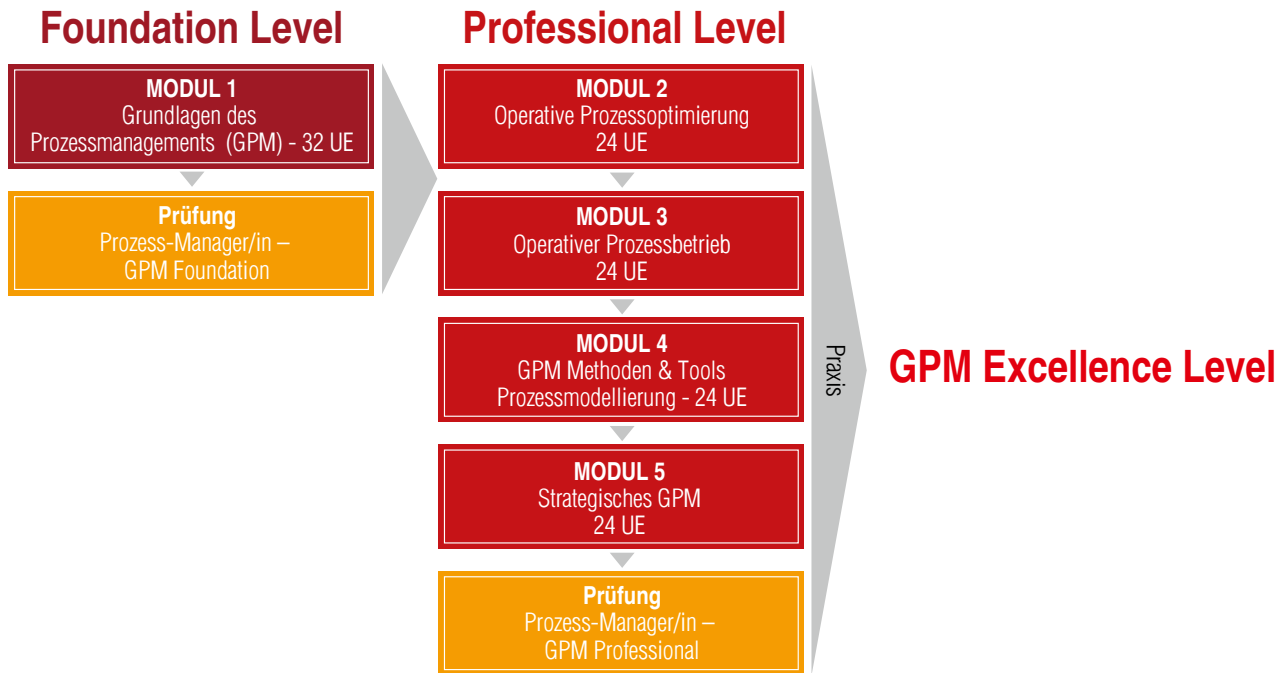 Foundation Level
MODUL 1
Grundlagen des
Prozessmanagements (GPM) - 32 UE
Prüfung
Prozess-Manager/in –
GPM Foundation
Professional Level
MODUL 2
Operative Prozessoptimierung
24 UE
MODUL 3
Operativer Prozessbetrieb
24 UE
MODUL 4
GPM Methoden & Tools
Prozessmodellierung - 24 UE
MODUL 5
Strategisches GPM
24 UE
Prüfung
Prozess-Manager/in –
GPM Professional
Praxis
GPM Excellence Level